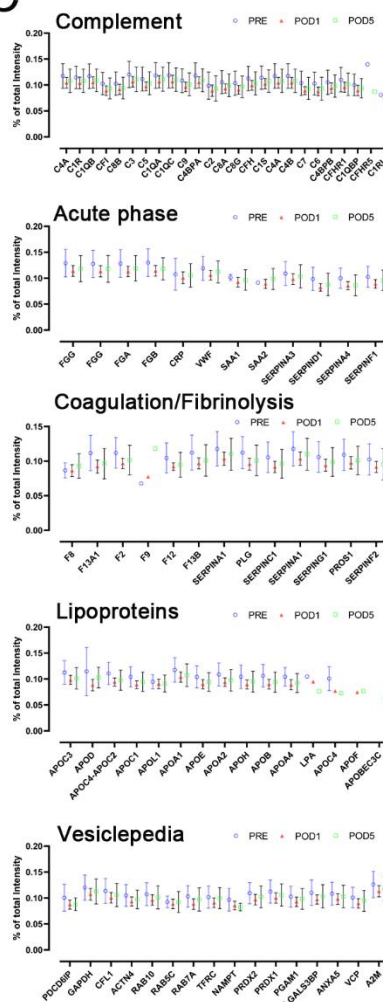 Complement
PRE POD1 POD5
% of total Intensity
0.20
0.15
0.10
0.05
0.00
C4A C1R C1QB CFI C8B C3 C5 C1QA C1QC C9 C4BPA C2 C8A C8G CFH C1S C4A C4B C7 C6 C4BPB CFHR1 C1QBP CFHR5
Acute phase
PRE POD1 POD5
% of total Intensity
0.20
0.15
0.10
0.05
0.00
FGG FGG FGA FGB CRP VWF SAA1 SAA2 SERPINA3 SERPIND1 SERPINA4 SERPINF1
Coagulation/Fibrinolysis
PRE POD1 POD5
% of total Intensity
0.15
0.10
0.05
0.00
F8 F13A1 F2 F9 F12 F13B SERPINA1 PLG SERPINC1 SERPINA1 SERPING1 PROS1 SERPINF2
Lipoproteins
PRE POD1 POD5
% of total Intensity
0.20
0.15
0.10
0.05
0.00
APOC3 APOD APOC4-APOC2 APOC1 APOL1 APOA1 APOE APOA2 APOH APOB APOA4 LPA APOC4 APOF APOBEC3C
Vesiclepedia
PRE POD1 POD5
% of total Intensity
0.20
0.15
0.10
0.05
0.00
PDCD6IP GAPDH CFL1 ACTN4 RAB10 RAB5C RAB7A TFRC NAMPT PRDX2 PRDX1 PGAM1 GALS3BP ANXA5 VCP A2M